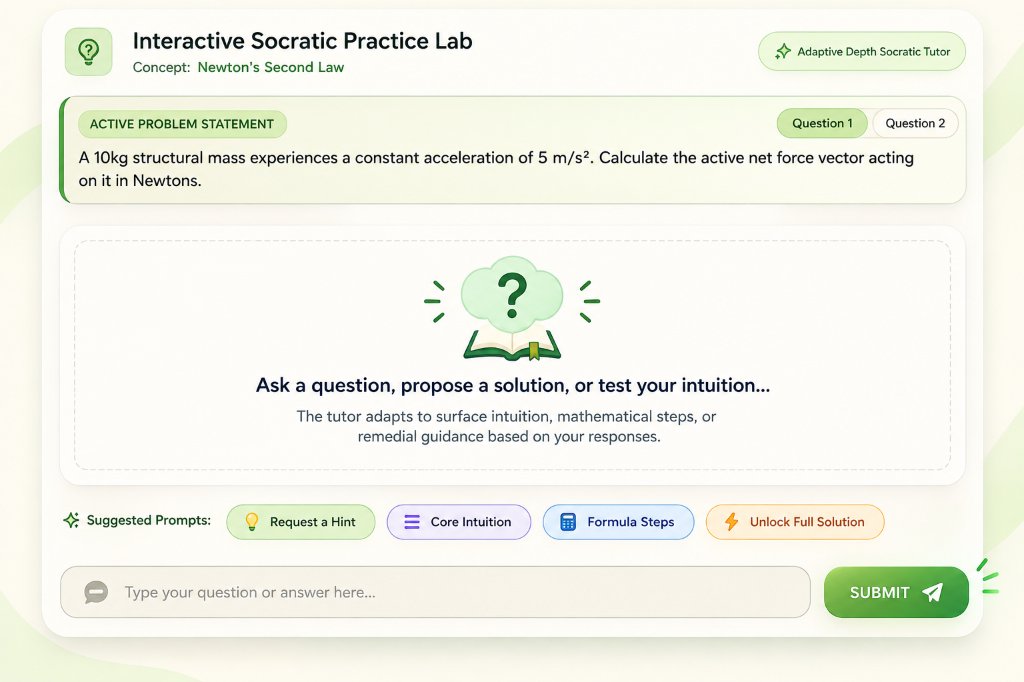 Interactive Socratic Practice Lab
Concept: Newton's Second Law
Adaptive Depth Socratic Tutor
ACTIVE PROBLEM STATEMENT
Question 1
Question 2
A 10kg structural mass experiences a constant acceleration of 5 m/s². Calculate the active net force vector acting
on it in Newtons.
?
Ask a question, propose a solution, or test your intuition...
The tutor adapts to surface intuition, mathematical steps, or
remedial guidance based on your responses.
Suggested Prompts:
Request a Hint
Core Intuition
Formula Steps
Unlock Full Solution
Type your question or answer here...
SUBMIT